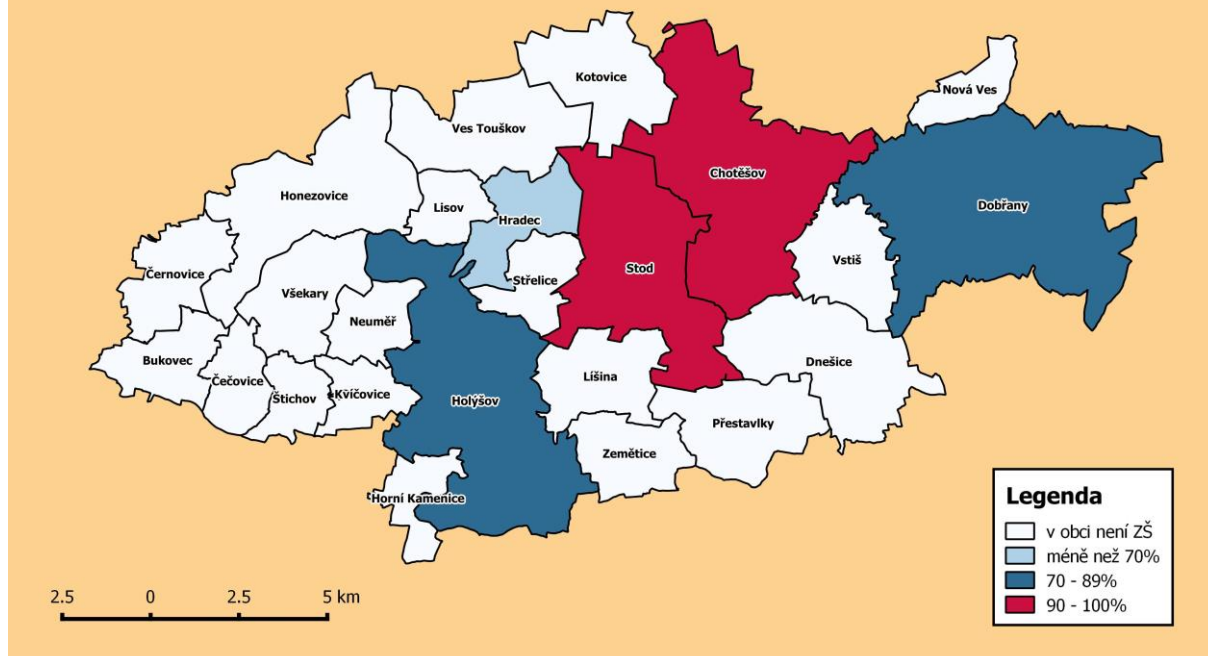 Kotovice
Nová Ves
Ves Touškov
Chotěšov
Honezovice
Lisov
Hradec
Dobřany
Černovice
Střelice
Stod
Vstiš
Všekary
Neuměř
Bukovec
Čečovice
Štichov
Kvíčovice
Holýšov
Líšina
Dnešice
Přestavlky
Zemětice
Horní Kamenice
Legenda
v obci není ZŠ
méně než 70%
70 - 89%
90 - 100%
2.5 0 2.5 5 km